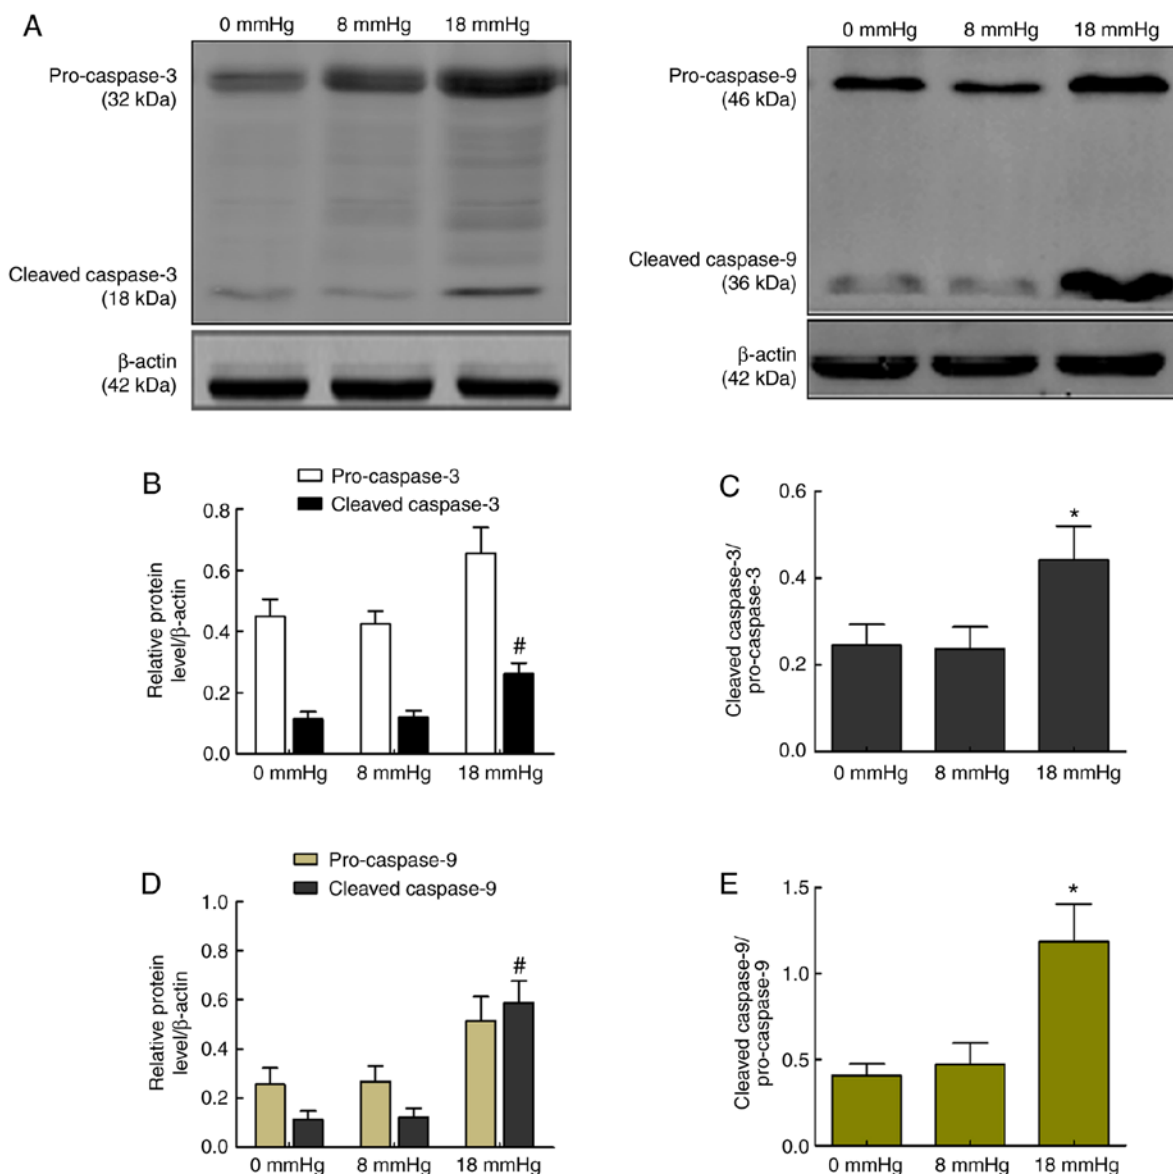 A
0 mmHg 8 mmHg 18 mmHg
Pro-caspase-3
(32 kDa)
Cleaved caspase-3
(18 kDa)
β-actin
(42 kDa)
0 mmHg 8 mmHg 18 mmHg
Pro-caspase-9
(46 kDa)
Cleaved caspase-9
(36 kDa)
β-actin
(42 kDa)
B
Pro-caspase-3
Cleaved caspase-3
Relative protein
level/β-actin
0.8
0.6
0.4
0.2
0.0
#
0 mmHg 8 mmHg 18 mmHg
C
Cleaved caspase-3/
pro-caspase-3
0.6
0.4
0.2
0.0
*
0 mmHg 8 mmHg 18 mmHg
D
Pro-caspase-9
Cleaved caspase-9
Relative protein
level/β-actin
1.0
0.8
0.6
0.4
0.2
0.0
#
0 mmHg 8 mmHg 18 mmHg
E
Cleaved caspase-9/
pro-caspase-9
1.5
1.0
0.5
0.0
*
0 mmHg 8 mmHg 18 mmHg